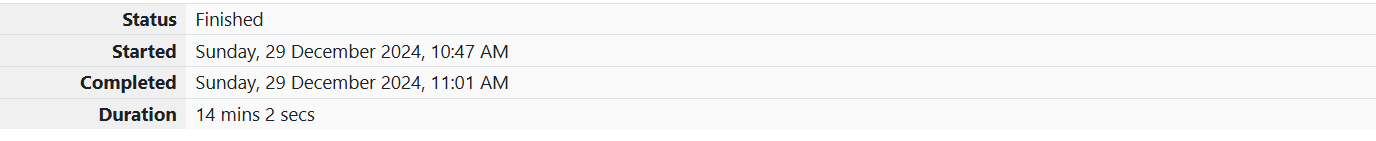 Status Finished
Started Sunday, 29 December 2024, 10:47 AM
Completed Sunday, 29 December 2024, 11:01 AM
Duration 14 mins 2 secs